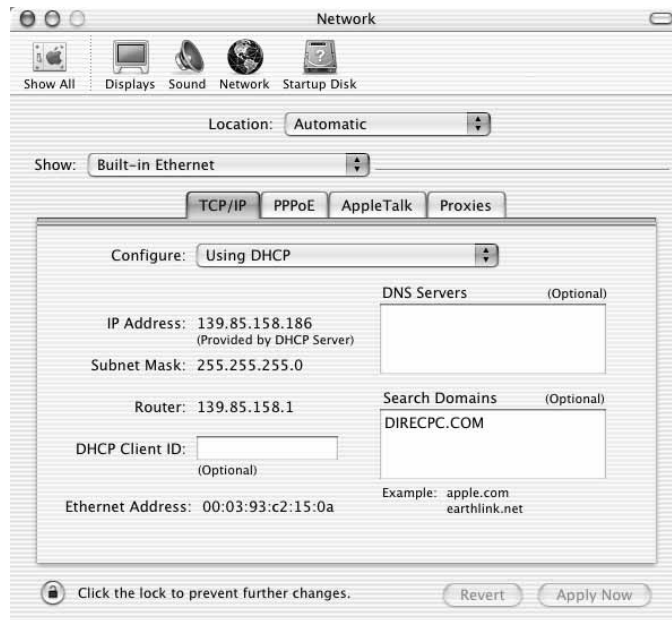 Network
Show All Displays Sound Network Startup Disk
Location: Automatic
Show: Built-in Ethernet
TCP/IP PPPoE AppleTalk Proxies
Configure: Using DHCP
DNS Servers (Optional)
IP Address: 139.85.158.186
(Provided by DHCP Server)
Subnet Mask: 255.255.255.0
Search Domains (Optional)
Router: 139.85.158.1
DIRECPC.COM
DHCP Client ID:
(Optional)
Example: apple.com
earthlink.net
Ethernet Address: 00:03:93:c2:15:0a
Click the lock to prevent further changes.
Revert Apply Now